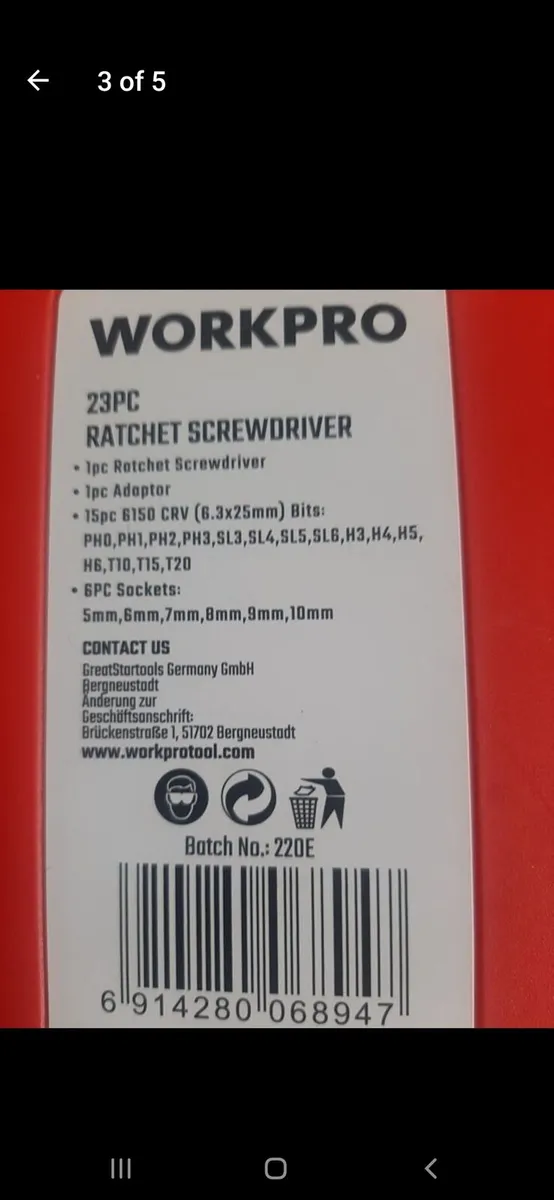 3 of 5
WORKPRO
23PC
RATCHET SCREWDRIVER
• 1pc Ratchet Screwdriver
• 1pc Adaptor
• 15pc 6150 CRV (6.3x25mm) Bits:
PH0,PH1,PH2,PH3,SL3,SL4,SL5,SL6,H3,H4,H5,
H6,T10,T15,T20
• 6PC Sockets:
5mm,6mm,7mm,8mm,9mm,10mm
CONTACT US
GreatStartools Germany GmbH
Bergneustadt
Änderung zur
Geschäftsanschrift:
Brückenstraße 1, 51702 Bergneustadt
www.workprotool.com
Batch No.: 220E
6 914280 068947